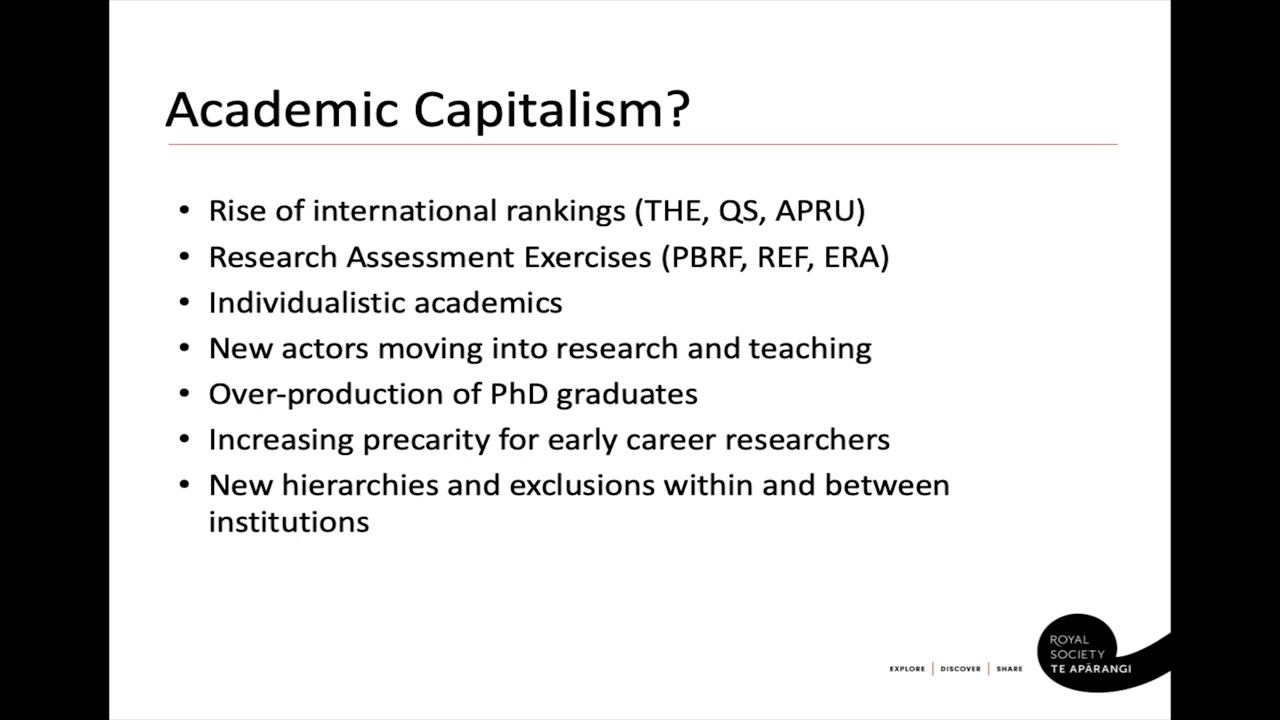 Academic Capitalism?
• Rise of international rankings (THE, QS, APRU)
• Research Assessment Exercises (PBRF, REF, ERA)
• Individualistic academics
• New actors moving into research and teaching
• Over-production of PhD graduates
• Increasing precarity for early career researchers
• New hierarchies and exclusions within and between
institutions
EXPLORE | DISCOVER | SHARE
ROYAL
SOCIETY
TE APĀRANGI